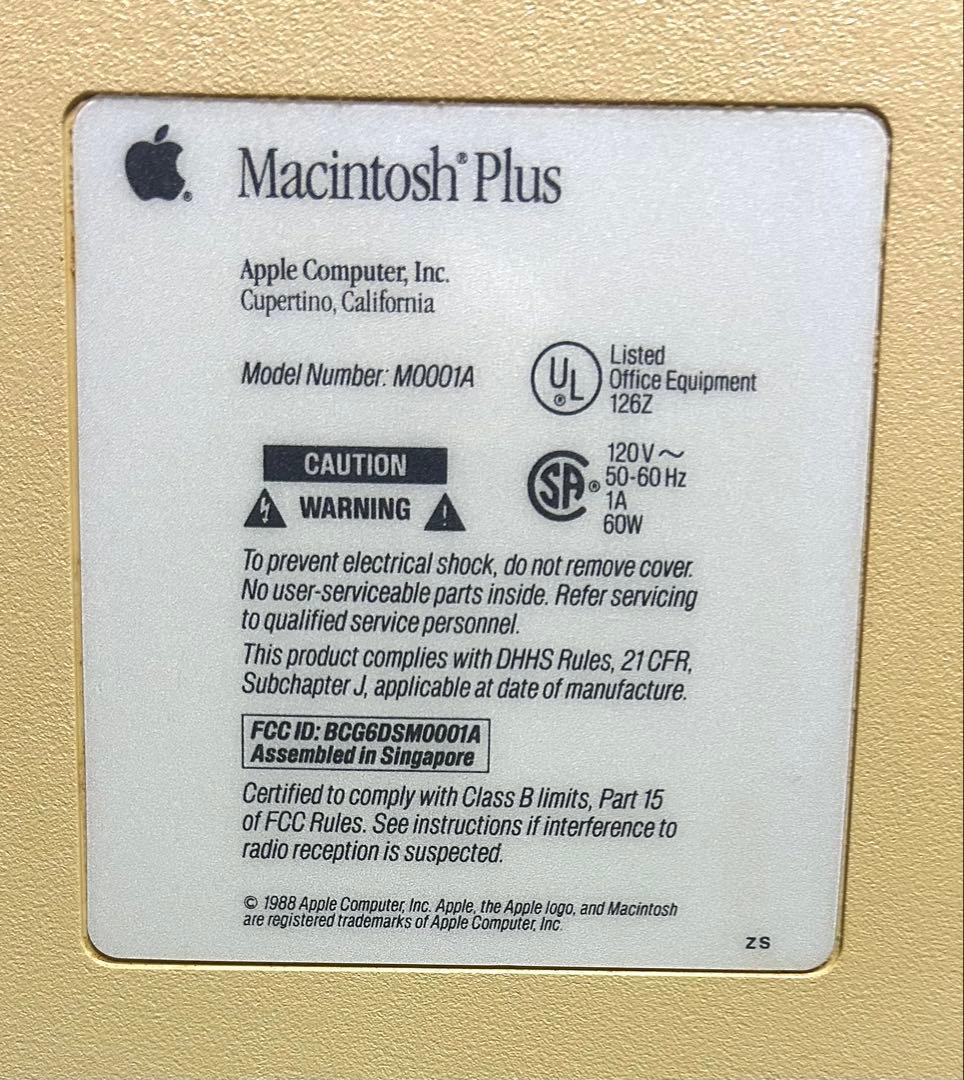 Macintosh® Plus
Apple Computer, Inc.
Cupertino, California
Model Number: M0001A
UL® Listed
Office Equipment
126Z
CAUTION
WARNING
SA® 120V~
50-60 Hz
1A
60W
To prevent electrical shock, do not remove cover.
No user-serviceable parts inside. Refer servicing
to qualified service personnel.
This product complies with DHHS Rules, 21 CFR,
Subchapter J, applicable at date of manufacture.
FCC ID: BCG6DSM0001A
Assembled in Singapore
Certified to comply with Class B limits, Part 15
of FCC Rules. See instructions if interference to
radio reception is suspected.
© 1988 Apple Computer, Inc. Apple, the Apple logo, and Macintosh
are registered trademarks of Apple Computer, Inc.
ZS